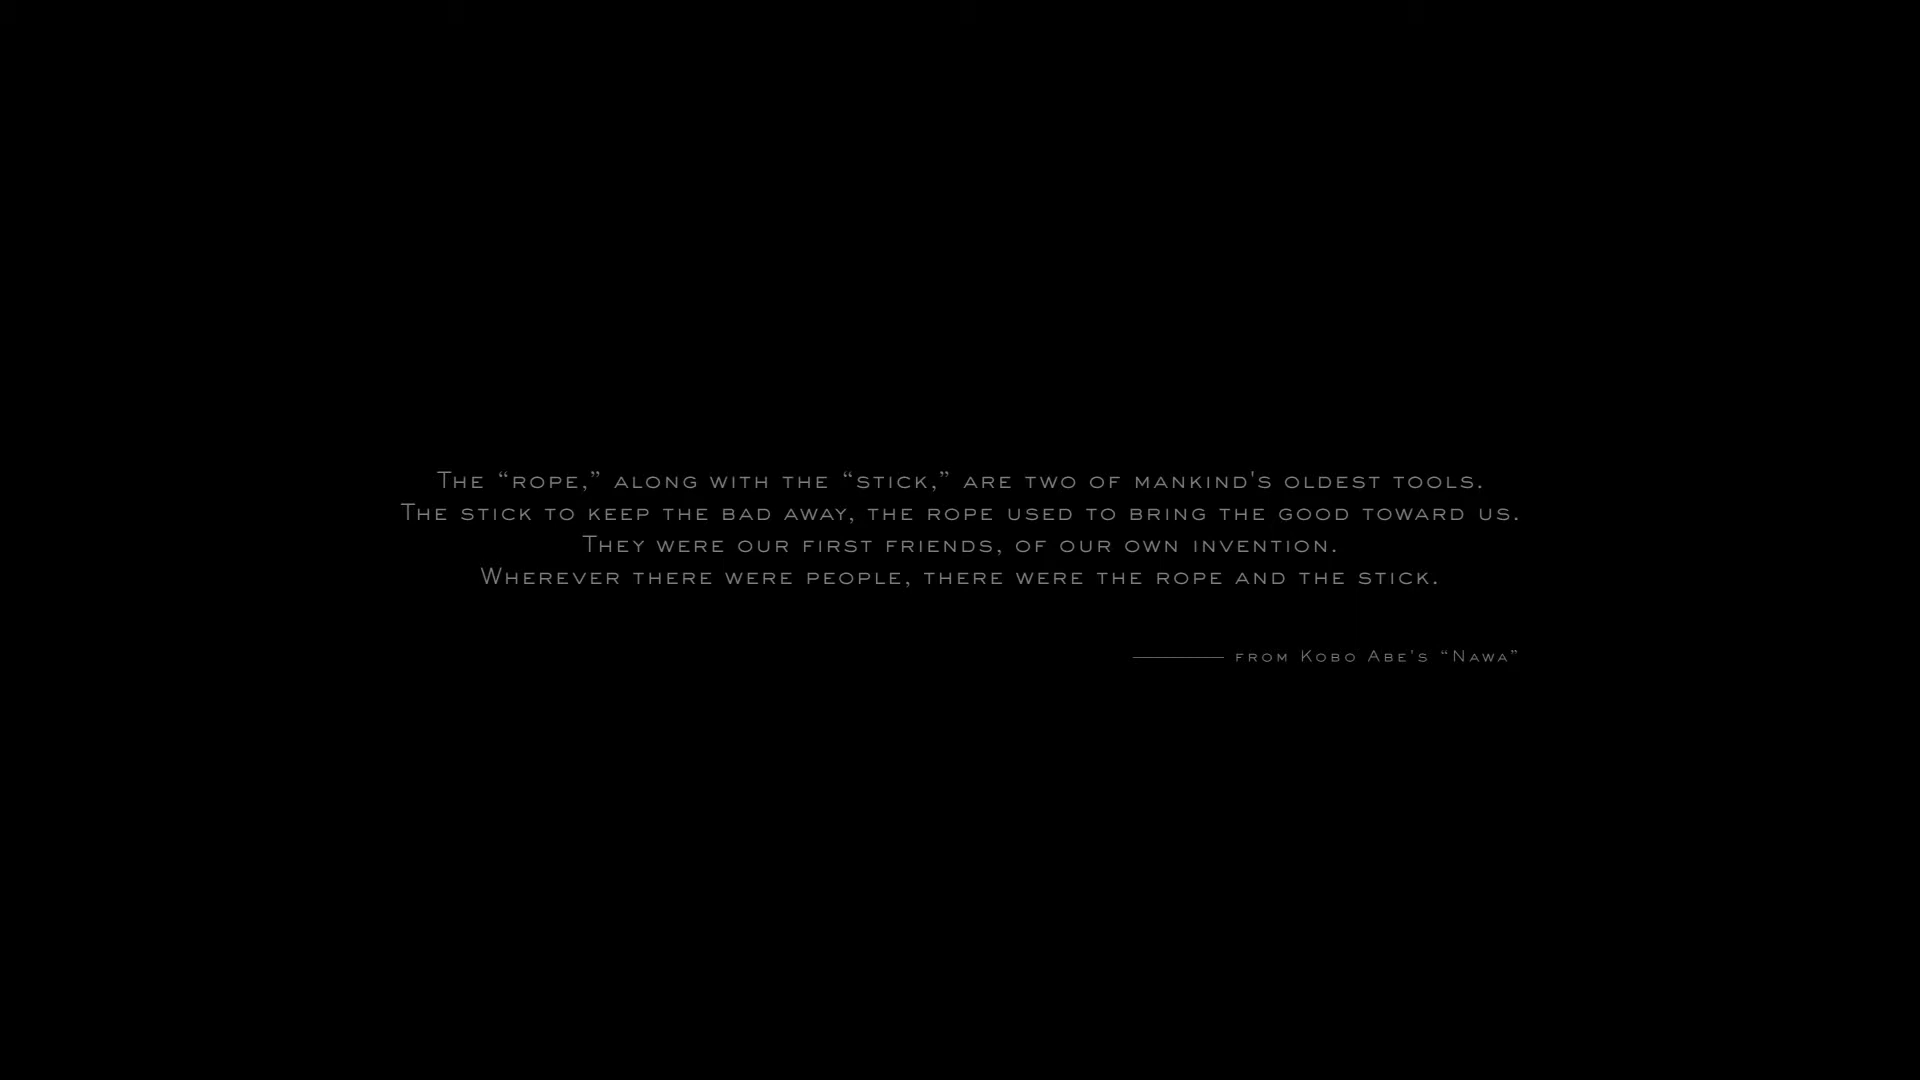 The “rope,” along with the “stick,” are two of mankind's oldest tools.
The stick to keep the bad away, the rope used to bring the good toward us.
They were our first friends, of our own invention.
Wherever there were people, there were the rope and the stick.
——— from Kobo Abe's “Nawa”